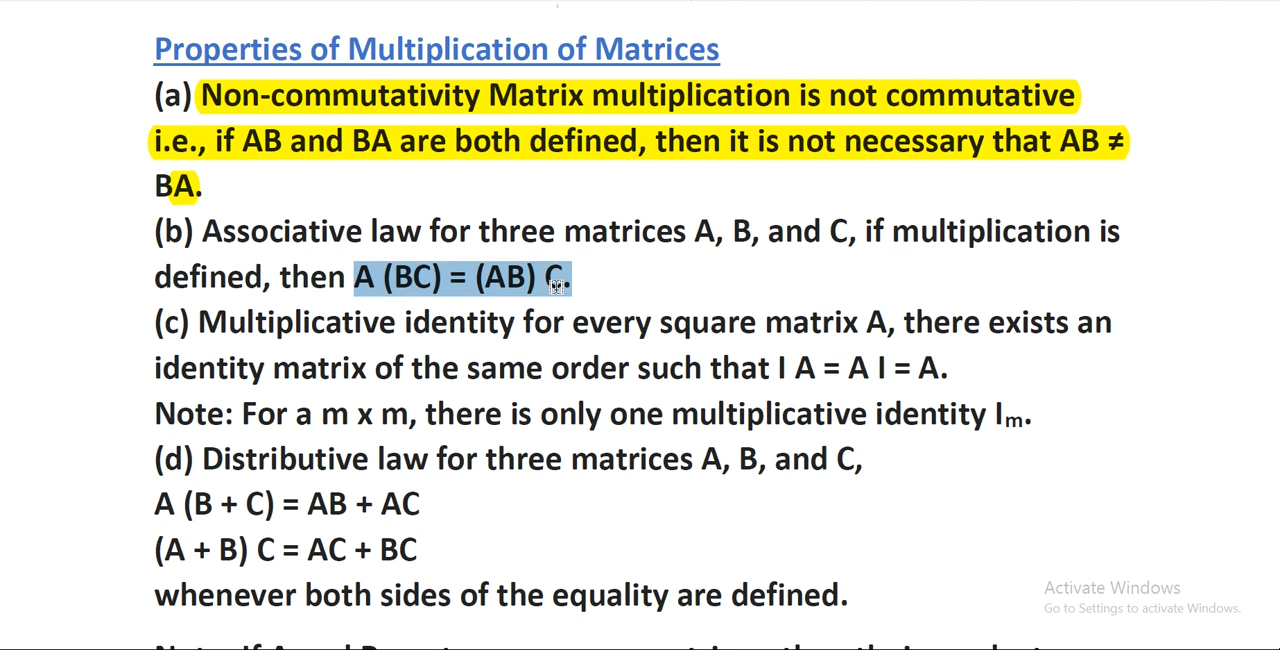 Properties of Multiplication of Matrices
(a) Non-commutativity Matrix multiplication is not commutative
i.e., if AB and BA are both defined, then it is not necessary that AB ≠
BA.
(b) Associative law for three matrices A, B, and C, if multiplication is
defined, then A (BC) = (AB) C.
(c) Multiplicative identity for every square matrix A, there exists an
identity matrix of the same order such that I A = A I = A.
Note: For a m x m, there is only one multiplicative identity Iₘ.
(d) Distributive law for three matrices A, B, and C,
A (B + C) = AB + AC
(A + B) C = AC + BC
whenever both sides of the equality are defined.
Activate Windows
Go to Settings to activate Windows.